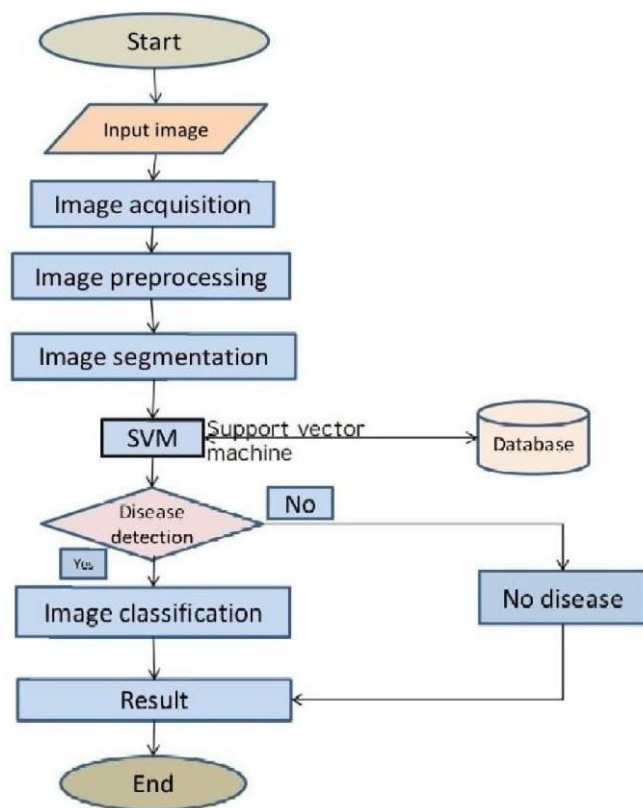 Start
Input image
Image acquisition
Image preprocessing
Image segmentation
SVM
Support vector
machine
Database
Disease
detection
No
Yes
Image classification
No disease
Result
End